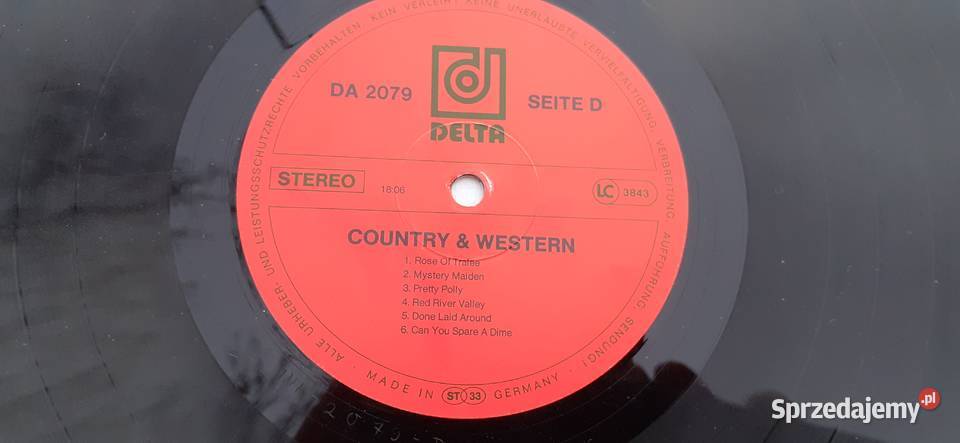 ALLE URHEBER- UND LEISTUNGSSCHUTZRECHTE VORBEHALTEN. KEIN VERLEIH! KEINE UNERLAUBTE VERVIELFÄLTIGUNG, VERBREITUNG, AUFFÜHRUNG, SENDUNG!
DA 2079
DELTA
SEITE D
STEREO
18:06
LC 3843
COUNTRY & WESTERN
1. Rose Of Tralee
2. Mystery Maiden
3. Pretty Polly
4. Red River Valley
5. Done Laid Around
6. Can You Spare A Dime
· MADE IN ST 33 GERMANY ·
Sprzedajemy.pl